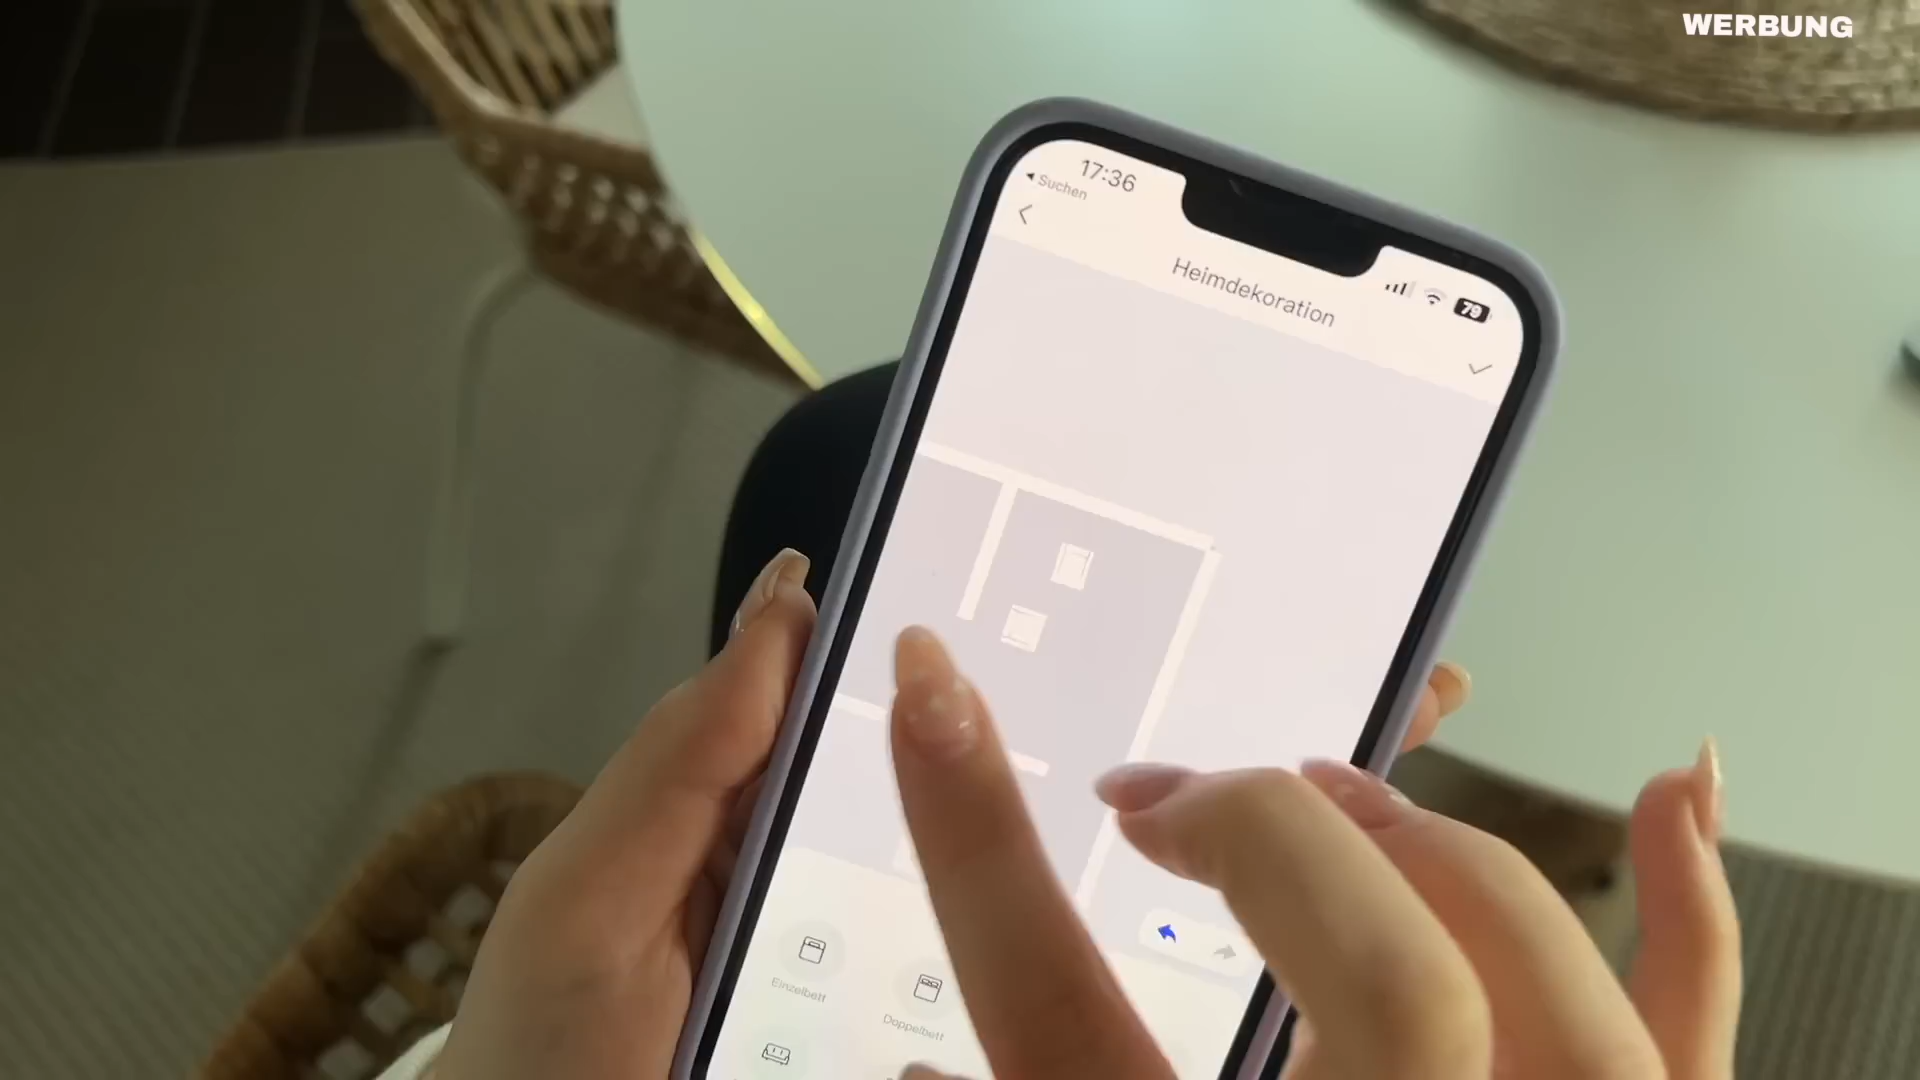 WERBUNG
17:36
Suchen
Heimdekoration
79
Einzelbett
Doppelbett